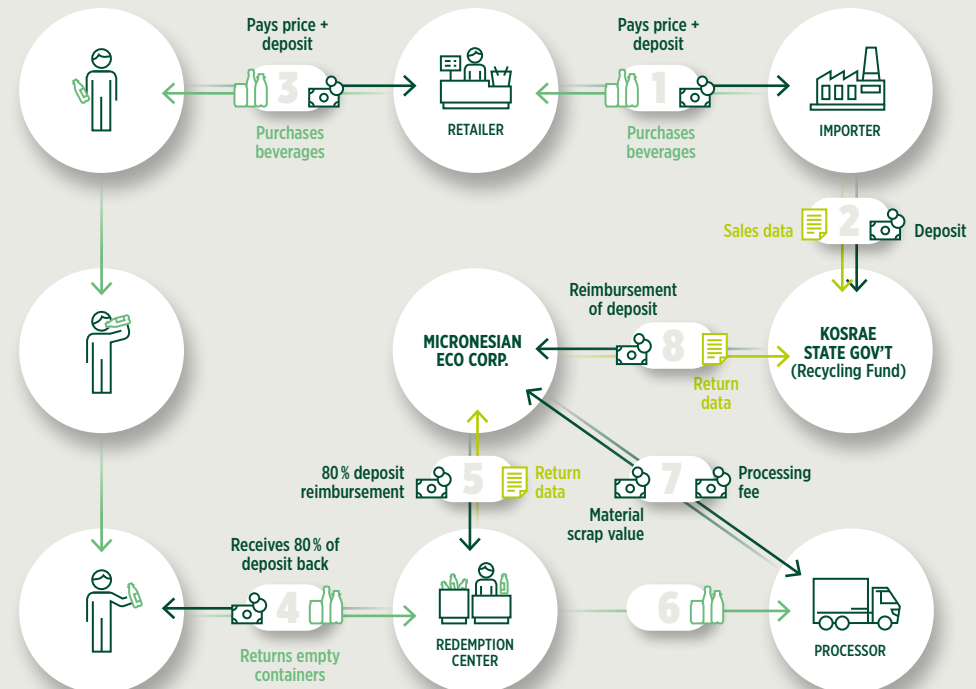 Pays price +
deposit
3
Purchases
beverages
RETAILER
Pays price +
deposit
1
Purchases
beverages
IMPORTER
Sales data
2
Deposit
MICRONESIAN
ECO CORP.
Reimbursement
of deposit
8
Return
data
KOSRAE
STATE GOV'T
(Recycling Fund)
80 % deposit
reimbursement
5
Return
data
7
Processing
fee
Material
scrap value
Receives 80 % of
deposit back
4
Returns empty
containers
REDEMPTION
CENTER
6
PROCESSOR